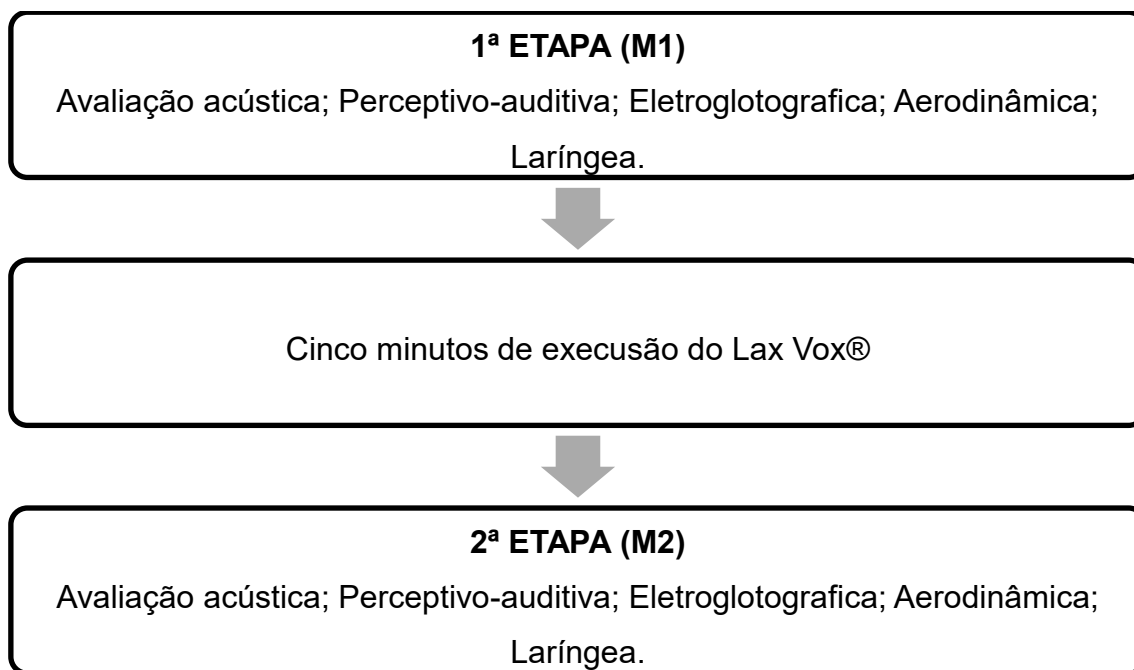 1ª ETAPA (M1)
Avaliação acústica; Perceptivo-auditiva; Eletroglotografica; Aerodinâmica;
Laríngea.
Cinco minutos de execusão do Lax Vox®
2ª ETAPA (M2)
Avaliação acústica; Perceptivo-auditiva; Eletroglotografica; Aerodinâmica;
Laríngea.